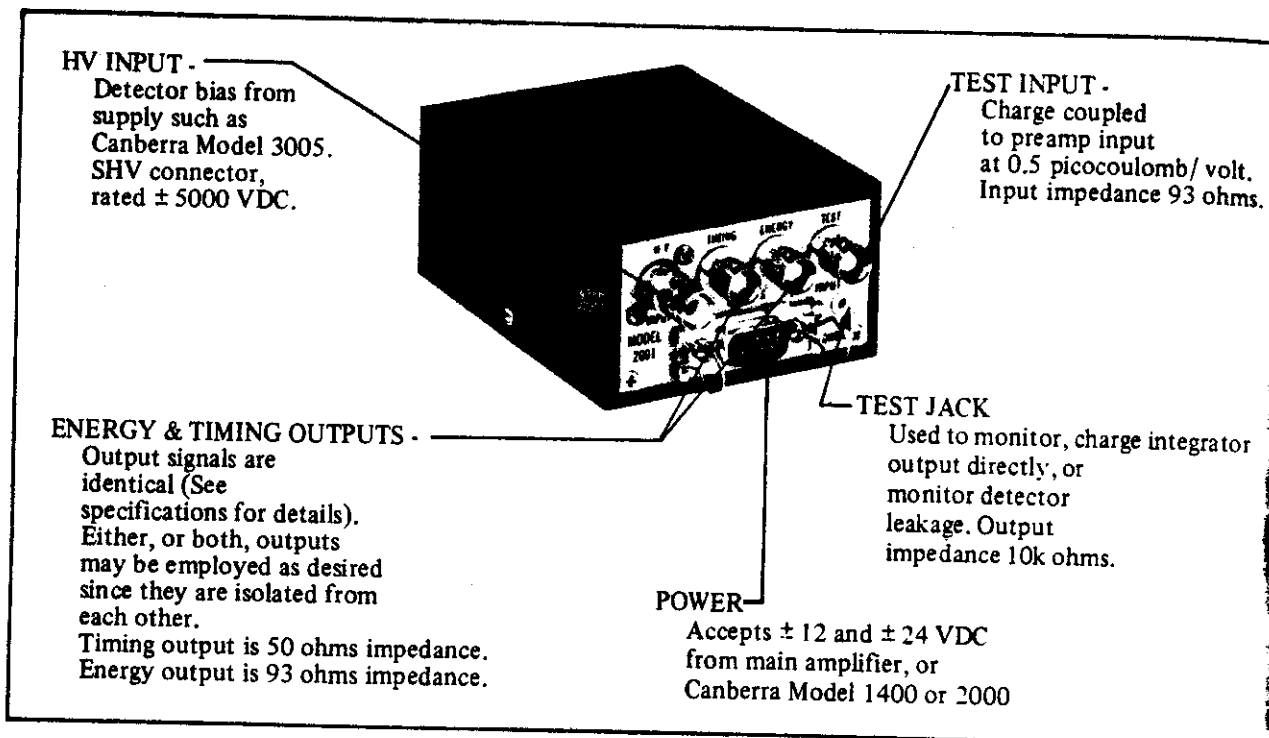 HV INPUT -
Detector bias from
supply such as
Canberra Model 3005.
SHV connector,
rated ± 5000 VDC.
TEST INPUT -
Charge coupled
to preamp input
at 0.5 picocoulomb/ volt.
Input impedance 93 ohms.
H V
TIMING
ENERGY
TEST
INPUT
MODEL
2001
ENERGY & TIMING OUTPUTS -
Output signals are
identical (See
specifications for details).
Either, or both, outputs
may be employed as desired
since they are isolated from
each other.
Timing output is 50 ohms impedance.
Energy output is 93 ohms impedance.
TEST JACK
Used to monitor, charge integrator
output directly, or
monitor detector
leakage. Output
impedance 10k ohms.
POWER
Accepts ± 12 and ± 24 VDC
from main amplifier, or
Canberra Model 1400 or 2000